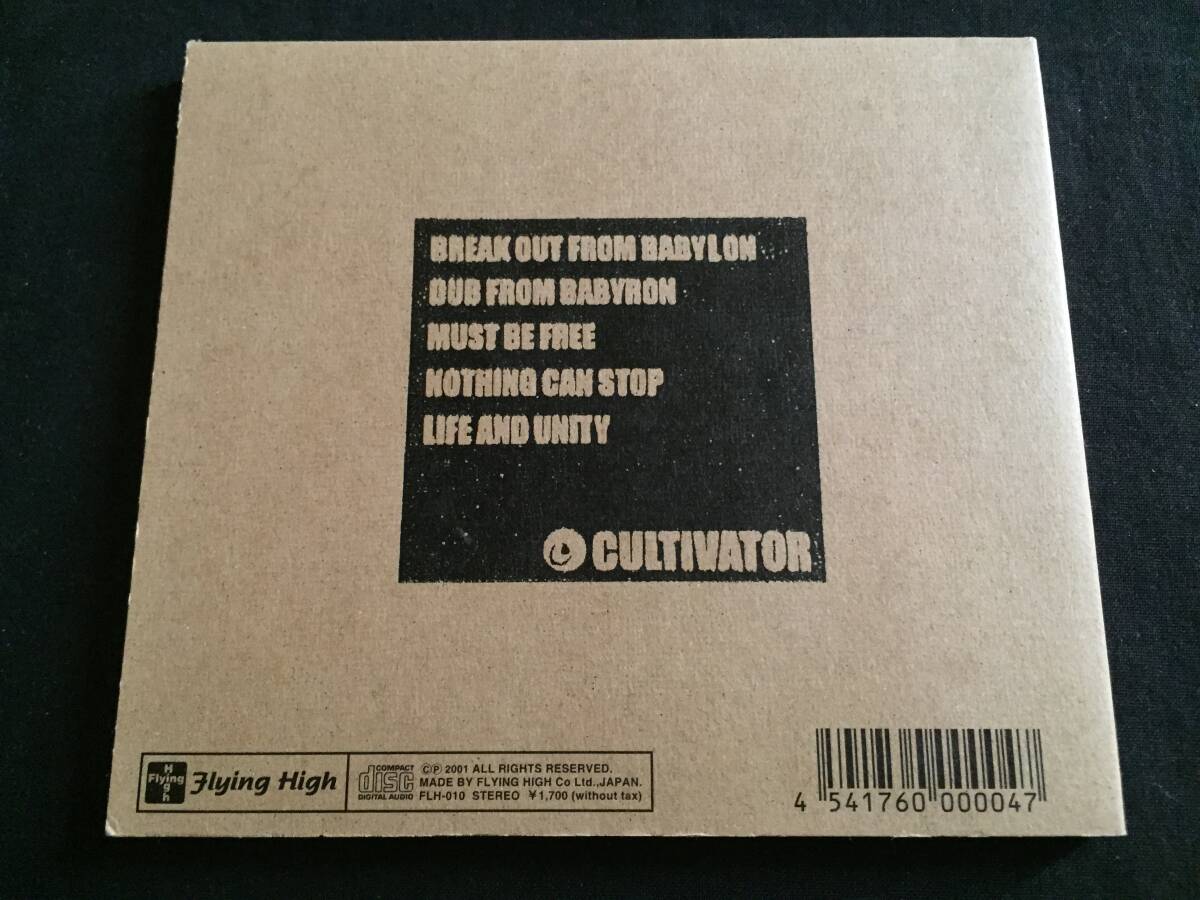 BREAK OUT FROM BABYLON
DUB FROM BABYRON
MUST BE FREE
NOTHING CAN STOP
LIFE AND UNITY
CULTIVATOR
High
Flying
Flying High
COMPACT
disc
DIGITAL AUDIO
©℗ 2001 ALL RIGHTS RESERVED.
MADE BY FLYING HIGH Co Ltd.,JAPAN.
FLH-010 STEREO ¥1,700 (without tax)
4 541760 000047